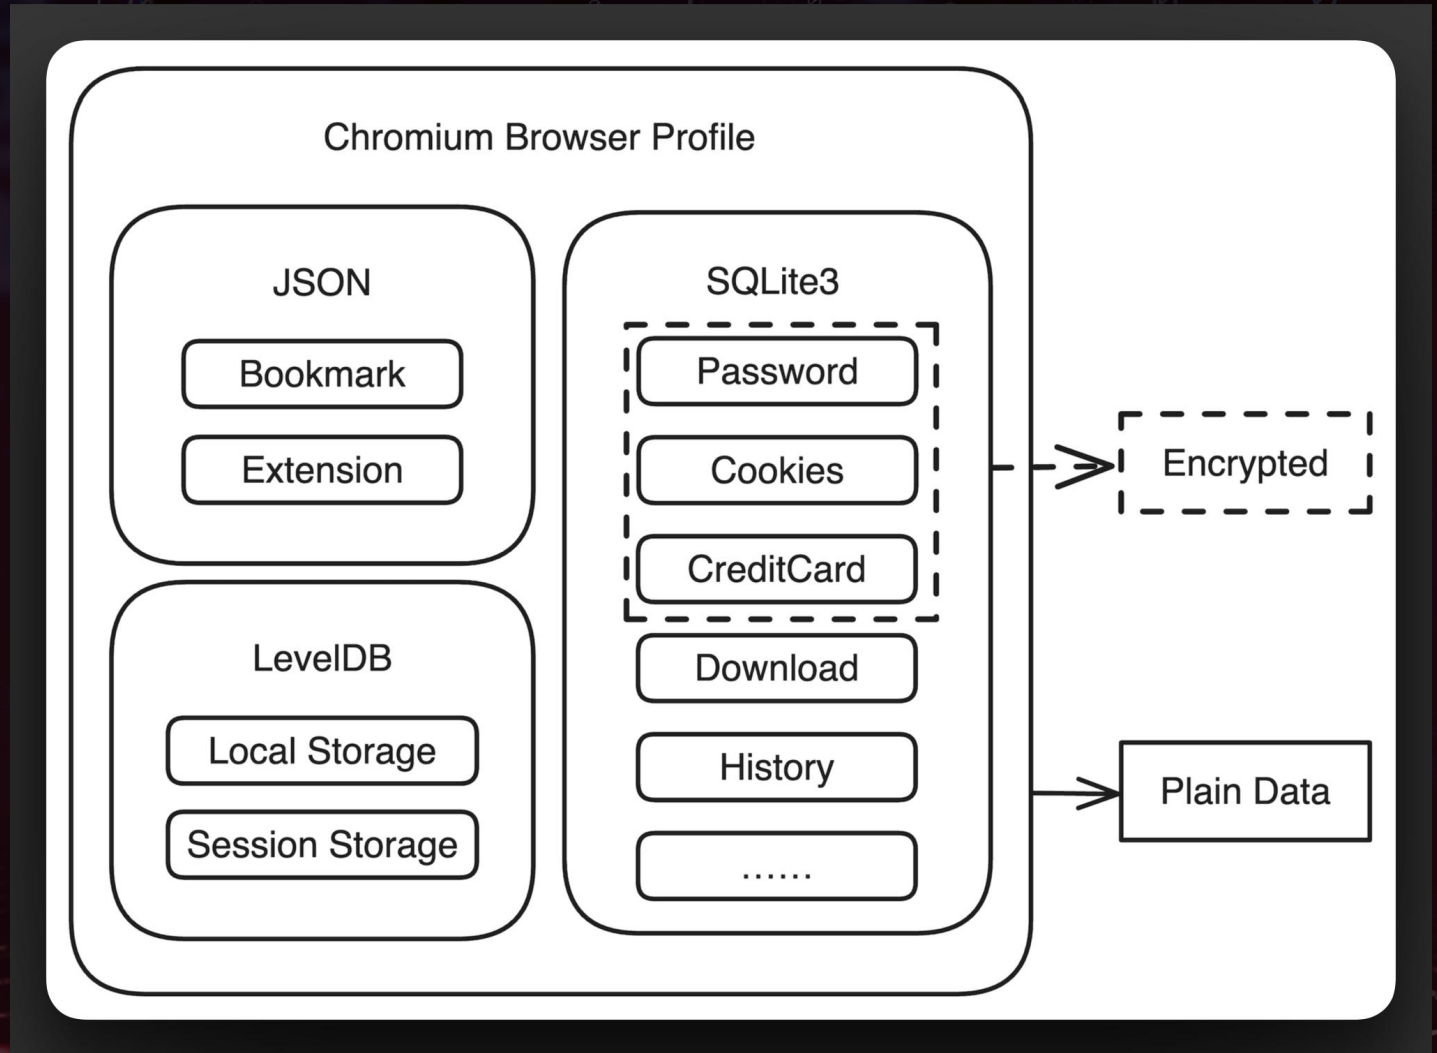 Chromium Browser Profile
JSON
Bookmark
Extension
LevelDB
Local Storage
Session Storage
SQLite3
Password
Cookies
CreditCard
Download
History
......
Encrypted
Plain Data